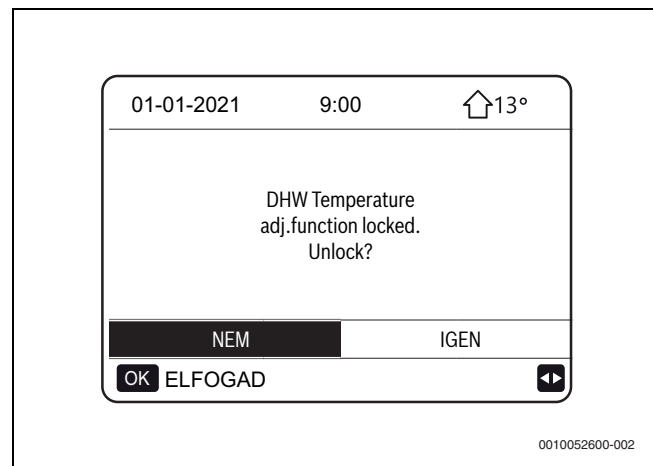 01-01-2021 9:00 13°
DHW Temperature
adj.function locked.
Unlock?
NEM IGEN
OK ELFOGAD
0010052600-002